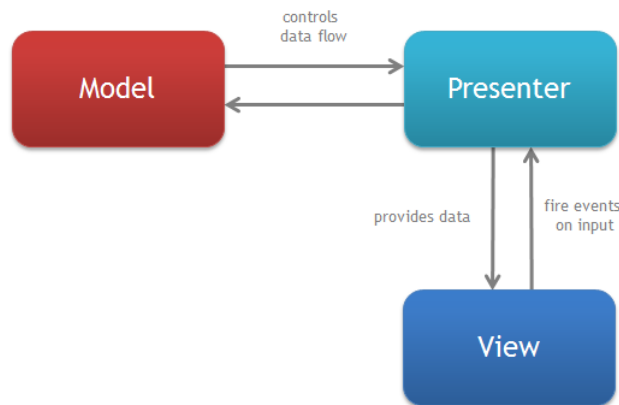 controls
data flow
Model
Presenter
provides data
fire events
on input
View